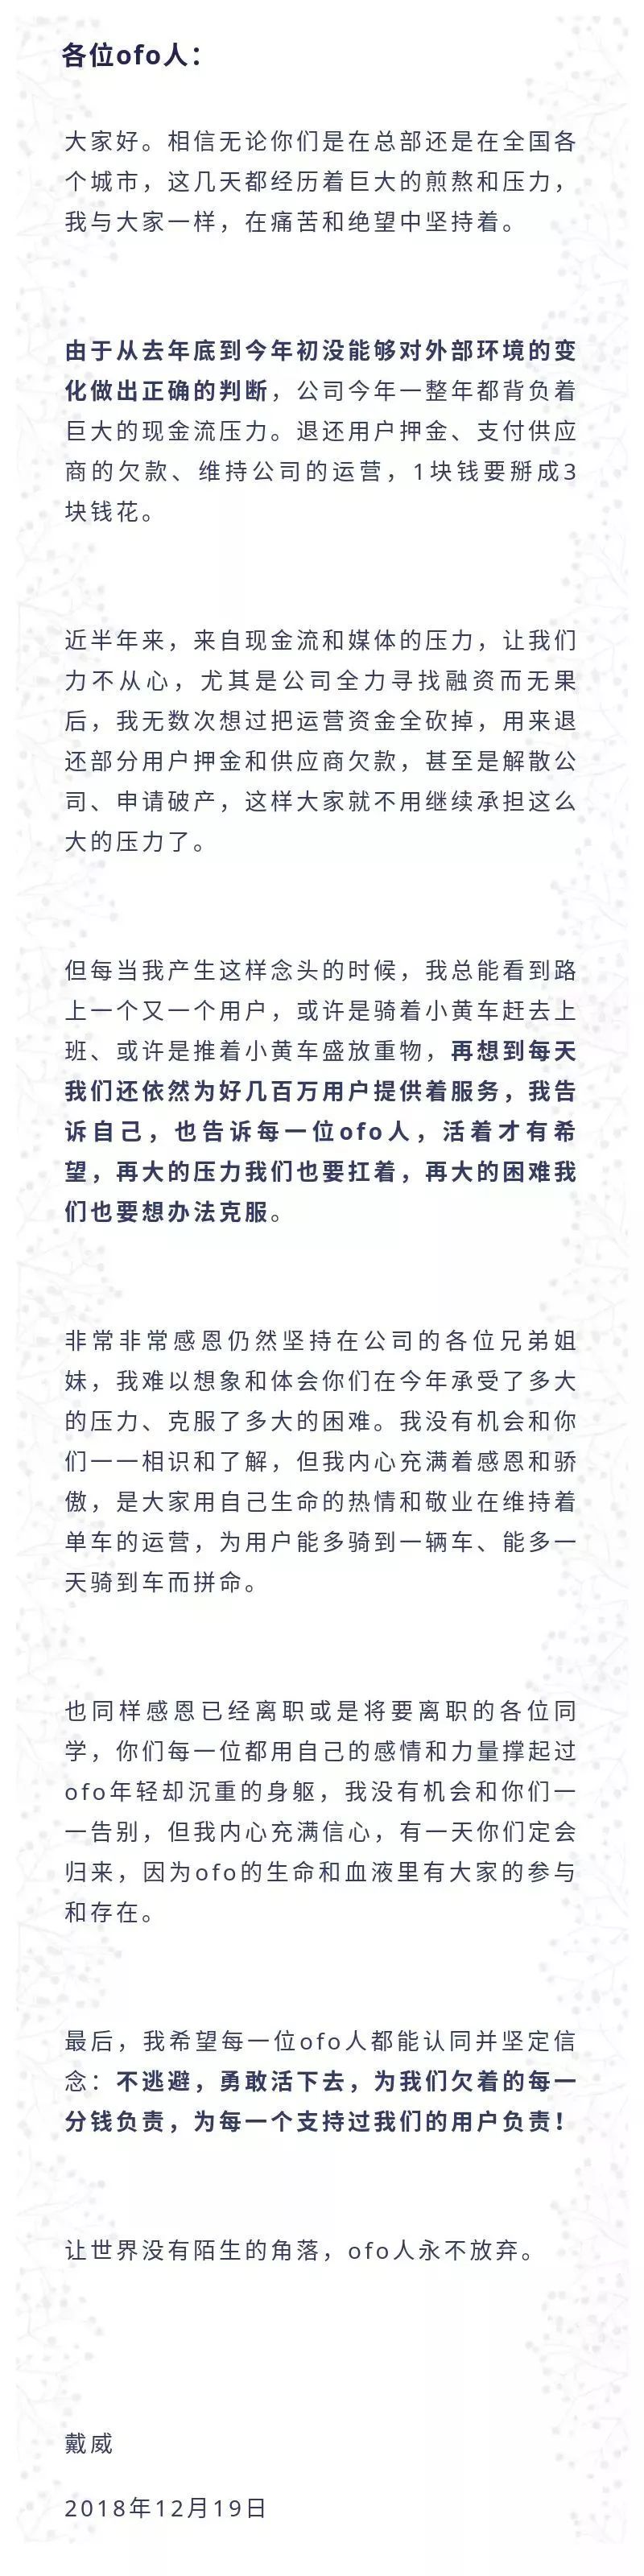 各位ofo人：
大家好。相信无论你们是在总部还是在全国各
个城市，这几天都经历着巨大的煎熬和压力，
我与大家一样，在痛苦和绝望中坚持着。
由于从去年底到今年初没能够对外部环境的变
化做出正确的判断，公司今年一整年都背负着
巨大的现金流压力。退还用户押金、支付供应
商的欠款、维持公司的运营，1块钱要掰成3
块钱花。
近半年来，来自现金流和媒体的压力，让我们
力不从心，尤其是公司全力寻找融资而无果
后，我无数次想过把运营资金全砍掉，用来退
还部分用户押金和供应商欠款，甚至是解散公
司、申请破产，这样大家就不用继续承担这么
大的压力了。
但每当我产生这样念头的时候，我总能看到路
上一个又一个用户，或许是骑着小黄车赶去上
班、或许是推着小黄车盛放重物，再想到每天
我们还依然为好几百万用户提供着服务，我告
诉自己，也告诉每一位ofo人，活着才有希
望，再大的压力我们也要扛着，再大的困难我
们也要想办法克服。
非常非常感恩仍然坚持在公司的各位兄弟姐
妹，我难以想象和体会你们在今年承受了多大
的压力、克服了多大的困难。我没有机会和你
们一一相识和了解，但我内心充满着感恩和骄
傲，是大家用自己生命的热情和敬业在维持着
单车的运营，为用户能多骑到一辆车、能多一
天骑到车而拼命。
也同样感恩已经离职或是将要离职的各位同
学，你们每一位都用自己的感情和力量撑起过
ofo年轻却沉重的身躯，我没有机会和你们一
一告别，但我内心充满信心，有一天你们定会
归来，因为ofo的生命和血液里有大家的参与
和存在。
最后，我希望每一位ofo人都能认同并坚定信
念：不逃避，勇敢活下去，为我们欠着的每一
分钱负责，为每一个支持过我们的用户负责！
让世界没有陌生的角落，ofo人永不放弃。
戴威
2018年12月19日